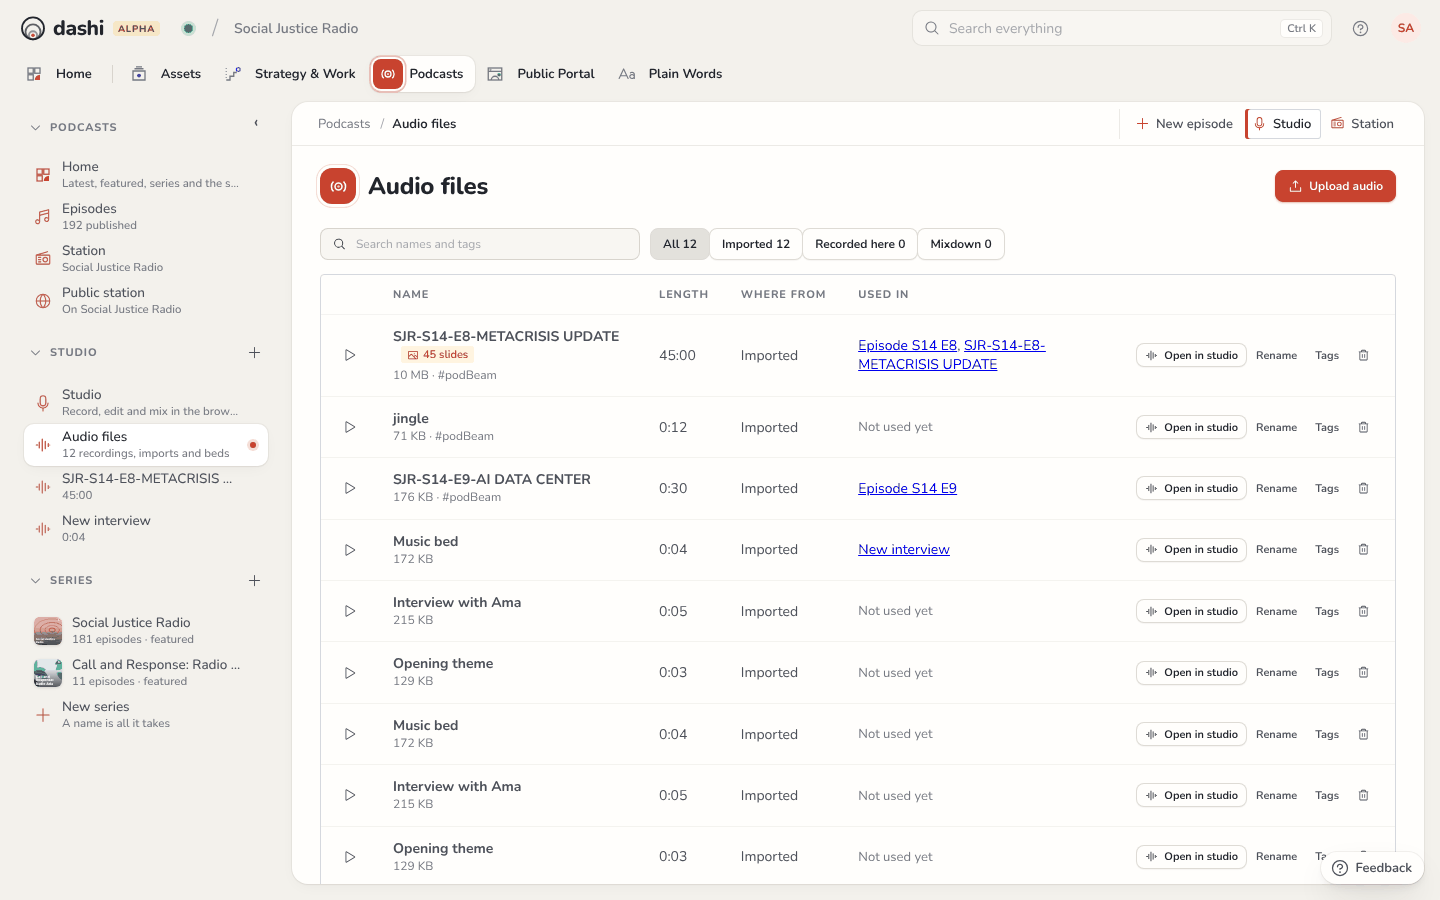 dashi ALPHA / Social Justice Radio
Search everything Ctrl K
SA
Home Assets Strategy & Work Podcasts Public Portal Aa Plain Words
PODCASTS
Home
Latest, featured, series and the s...
Episodes
192 published
Station
Social Justice Radio
Public station
On Social Justice Radio
STUDIO
Studio
Record, edit and mix in the brow...
Audio files
12 recordings, imports and beds
SJR-S14-E8-METACRISIS ...
45:00
New interview
0:04
SERIES
Social Justice Radio
181 episodes · featured
Call and Response: Radio ...
11 episodes · featured
New series
A name is all it takes
Podcasts / Audio files
New episode Studio Station
Audio files
Upload audio
Search names and tags
All 12 Imported 12 Recorded here 0 Mixdown 0
NAME LENGTH WHERE FROM USED IN
SJR-S14-E8-METACRISIS UPDATE
45 slides
10 MB · #podBeam
45:00 Imported
Episode S14 E8, SJR-S14-E8-
METACRISIS UPDATE
Open in studio Rename Tags
jingle
71 KB · #podBeam
0:12 Imported Not used yet Open in studio Rename Tags
SJR-S14-E9-AI DATA CENTER
176 KB · #podBeam
0:30 Imported Episode S14 E9 Open in studio Rename Tags
Music bed
172 KB
0:04 Imported New interview Open in studio Rename Tags
Interview with Ama
215 KB
0:05 Imported Not used yet Open in studio Rename Tags
Opening theme
129 KB
0:03 Imported Not used yet Open in studio Rename Tags
Music bed
172 KB
0:04 Imported Not used yet Open in studio Rename Tags
Interview with Ama
215 KB
0:05 Imported Not used yet Open in studio Rename Tags
Opening theme
129 KB
0:03 Imported Not used yet Open in studio Rename
Feedback